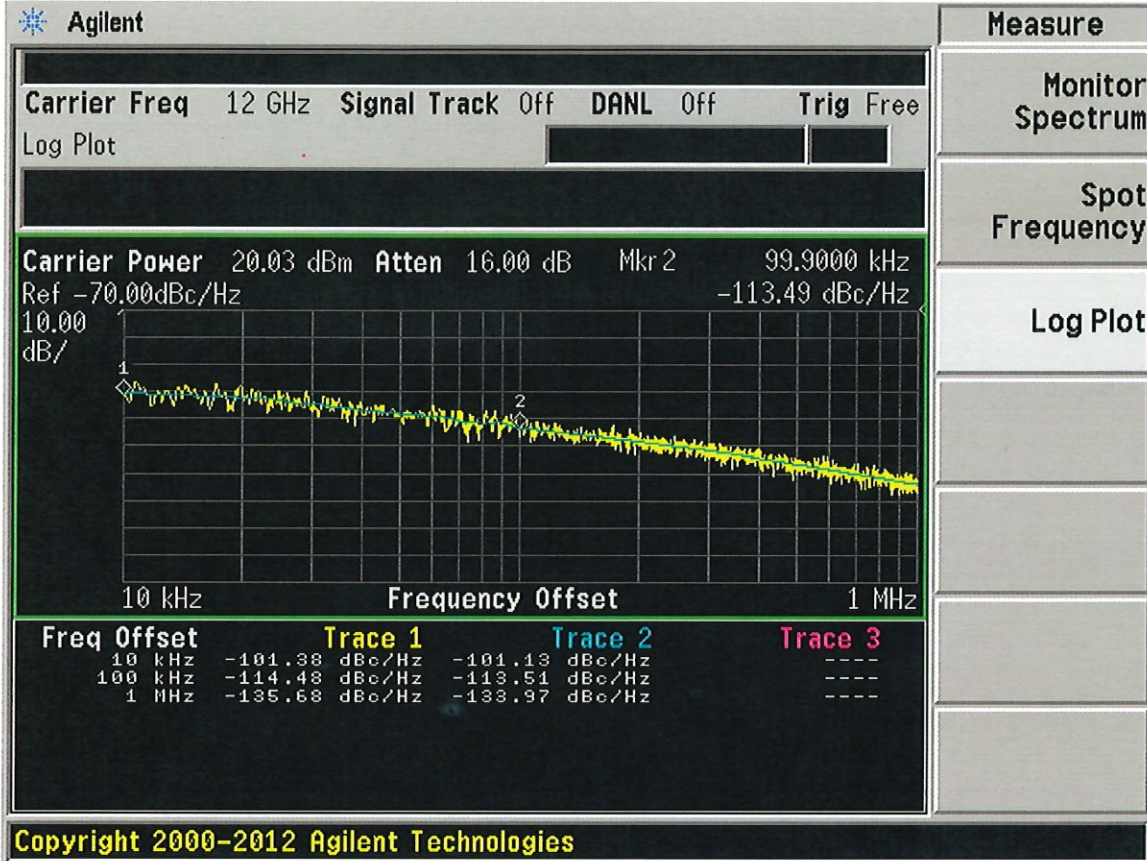 Agilent
Measure
Monitor
Spectrum
Spot
Frequency
Log Plot
Carrier Freq 12 GHz Signal Track Off DANL Off Trig Free
Log Plot
Carrier Power 20.03 dBm Atten 16.00 dB Mkr 2 99.9000 kHz
Ref -70.00dBc/Hz -113.49 dBc/Hz
10.00
dB/
1
2
10 kHz Frequency Offset 1 MHz
Freq Offset Trace 1 Trace 2 Trace 3
10 kHz -101.38 dBc/Hz -101.13 dBc/Hz ----
100 kHz -114.48 dBc/Hz -113.51 dBc/Hz ----
1 MHz -135.68 dBc/Hz -133.97 dBc/Hz ----
Copyright 2000-2012 Agilent Technologies